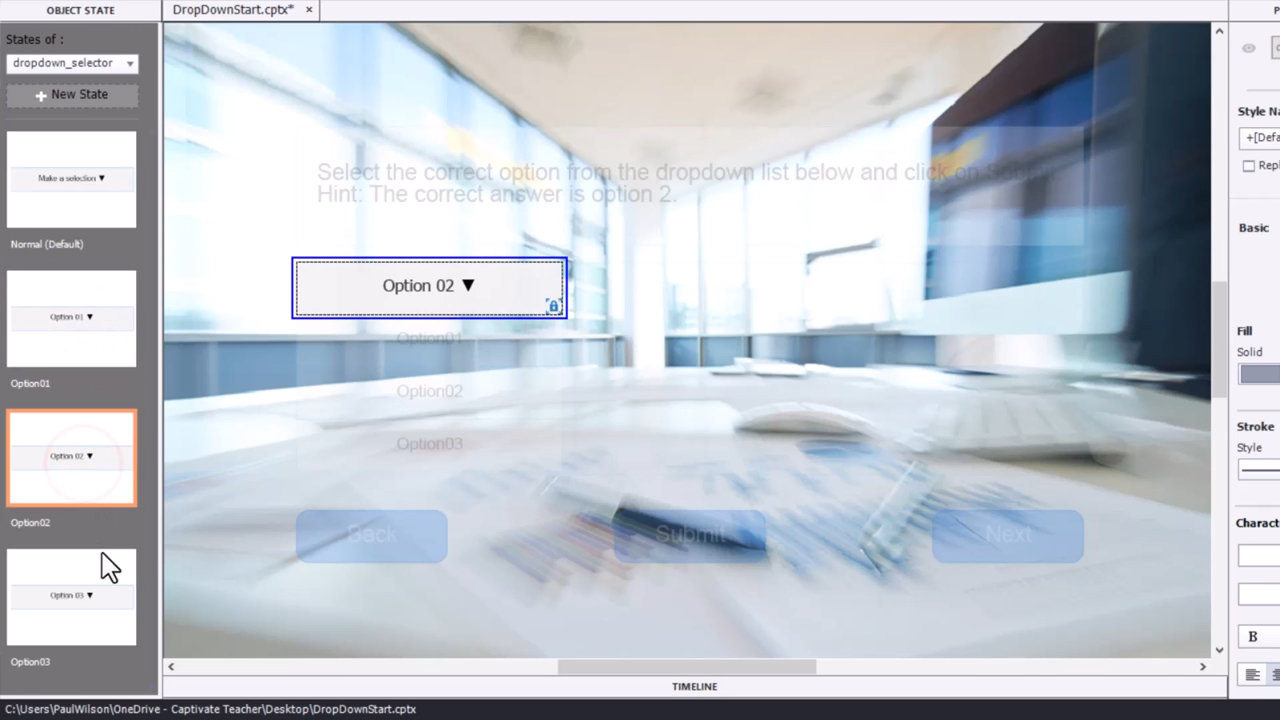 OBJECT STATE
DropDownStart.cptx* ×
States of :
dropdown_selector
New State
Make a selection ▼
Normal (Default)
Option 01 ▼
Option01
Option 02 ▼
Option02
Option 03 ▼
Option03
Select the correct option from the dropdown list below and click on Submit.
Hint: The correct answer is option 2.
Option 02 ▼
Option01
Option02
Option03
Back
Submit
Next
P
Style Na
+[Defa
Repl
Basic
Fill
Solid
Stroke
Style
Charact
B
TIMELINE
C:\Users\PaulWilson\OneDrive - Captivate Teacher\Desktop\DropDownStart.cptx